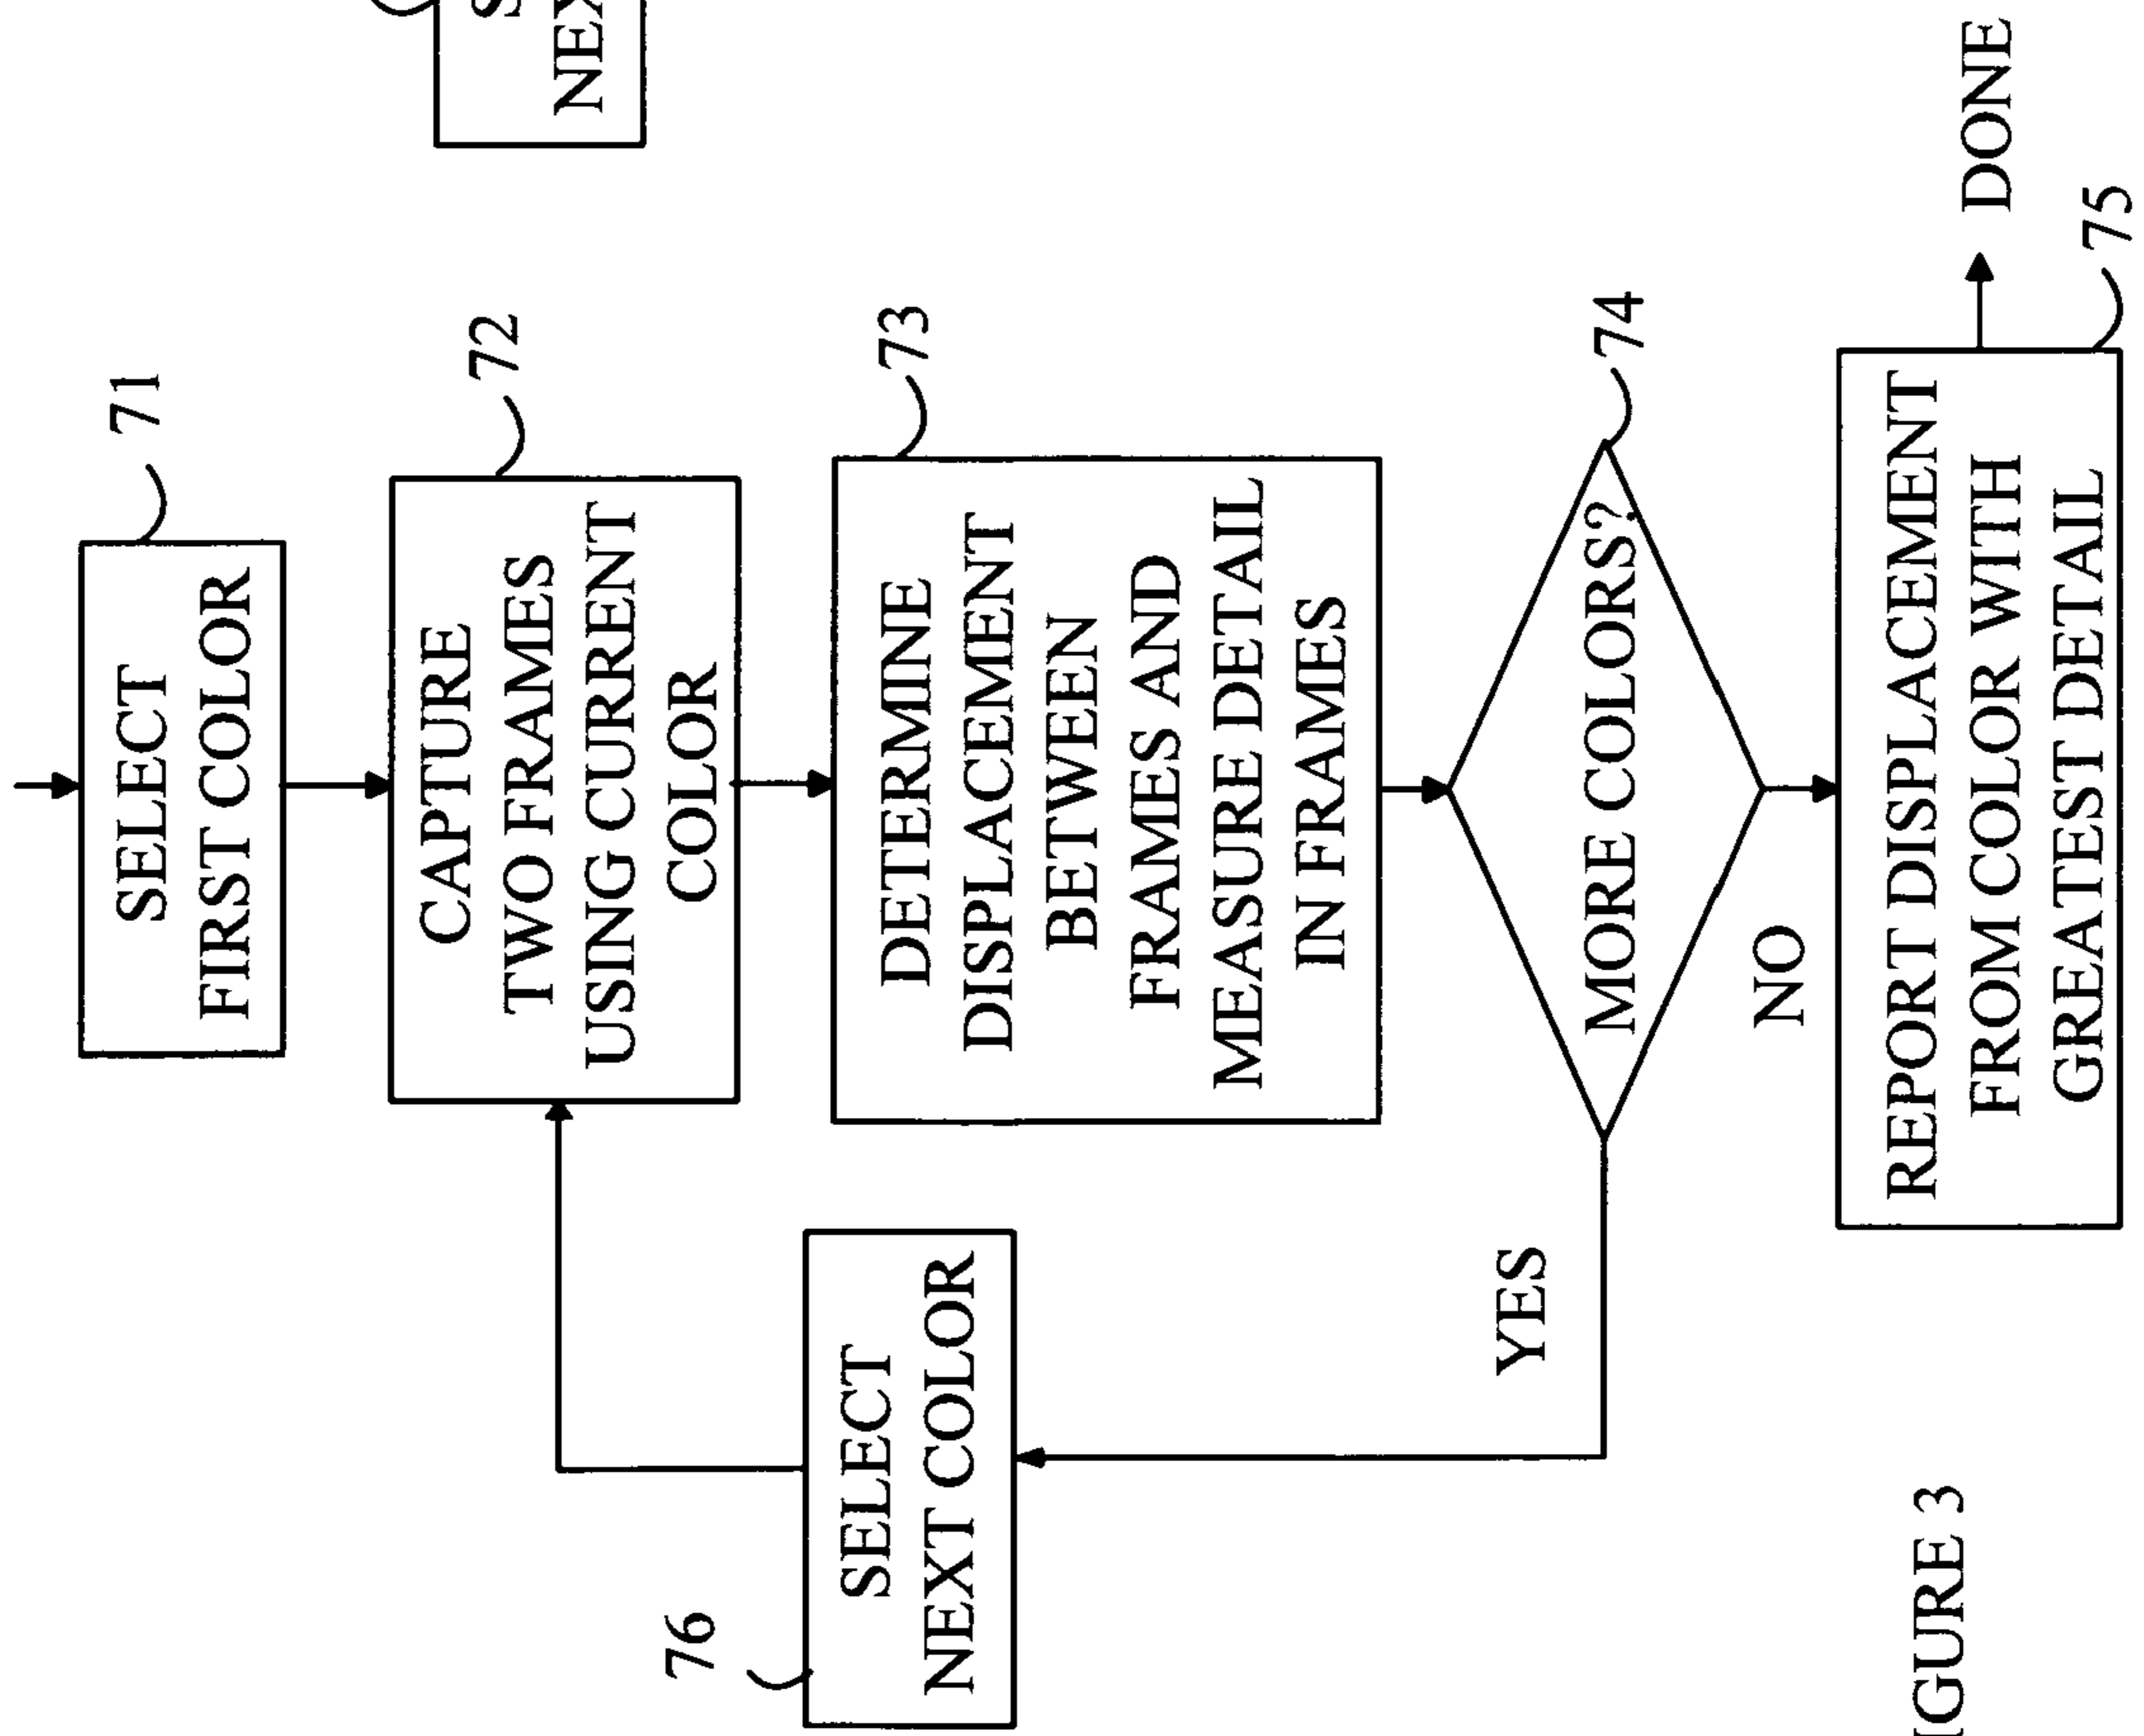 71
SELECT
FIRST COLOR
72
CAPTURE
TWO FRAMES
USING CURRENT
COLOR
73
DETERMINE
DISPLACEMENT
BETWEEN
FRAMES AND
MEASURE DETAIL
IN FRAMES
76
SELECT
NEXT COLOR
74
MORE COLORS?
YES
NO
REPORT DISPLACEMENT
FROM COLOR WITH
GREATEST DETAIL
DONE
75
IGURE 3
S
NEX